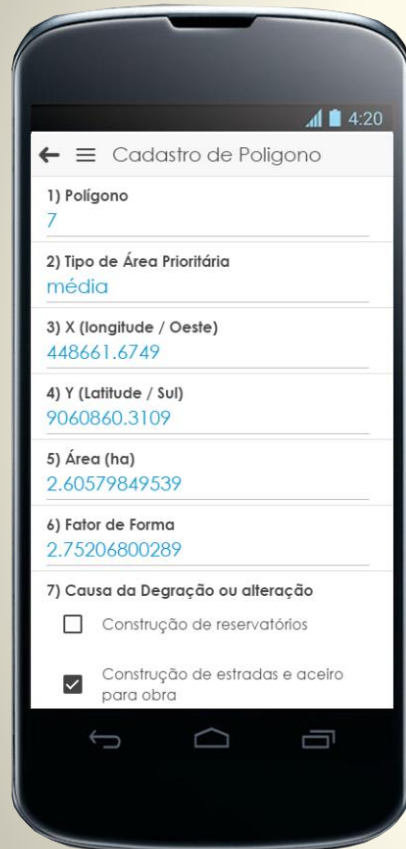 4:20
Cadastro de Poligono
1) Polígono
7
2) Tipo de Área Prioritária
média
3) X (longitude / Oeste)
448661.6749
4) Y (Latitude / Sul)
9060860.3109
5) Área (ha)
2.60579849539
6) Fator de Forma
2.75206800289
7) Causa da Degração ou alteração
Construção de reservatórios
Construção de estradas e aceiro
para obra